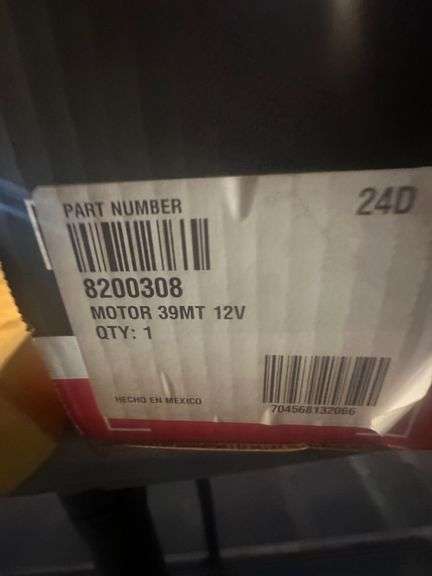 PART NUMBER 24D
8200308
MOTOR 39MT 12V
QTY: 1
HECHO EN MEXICO
704568132066